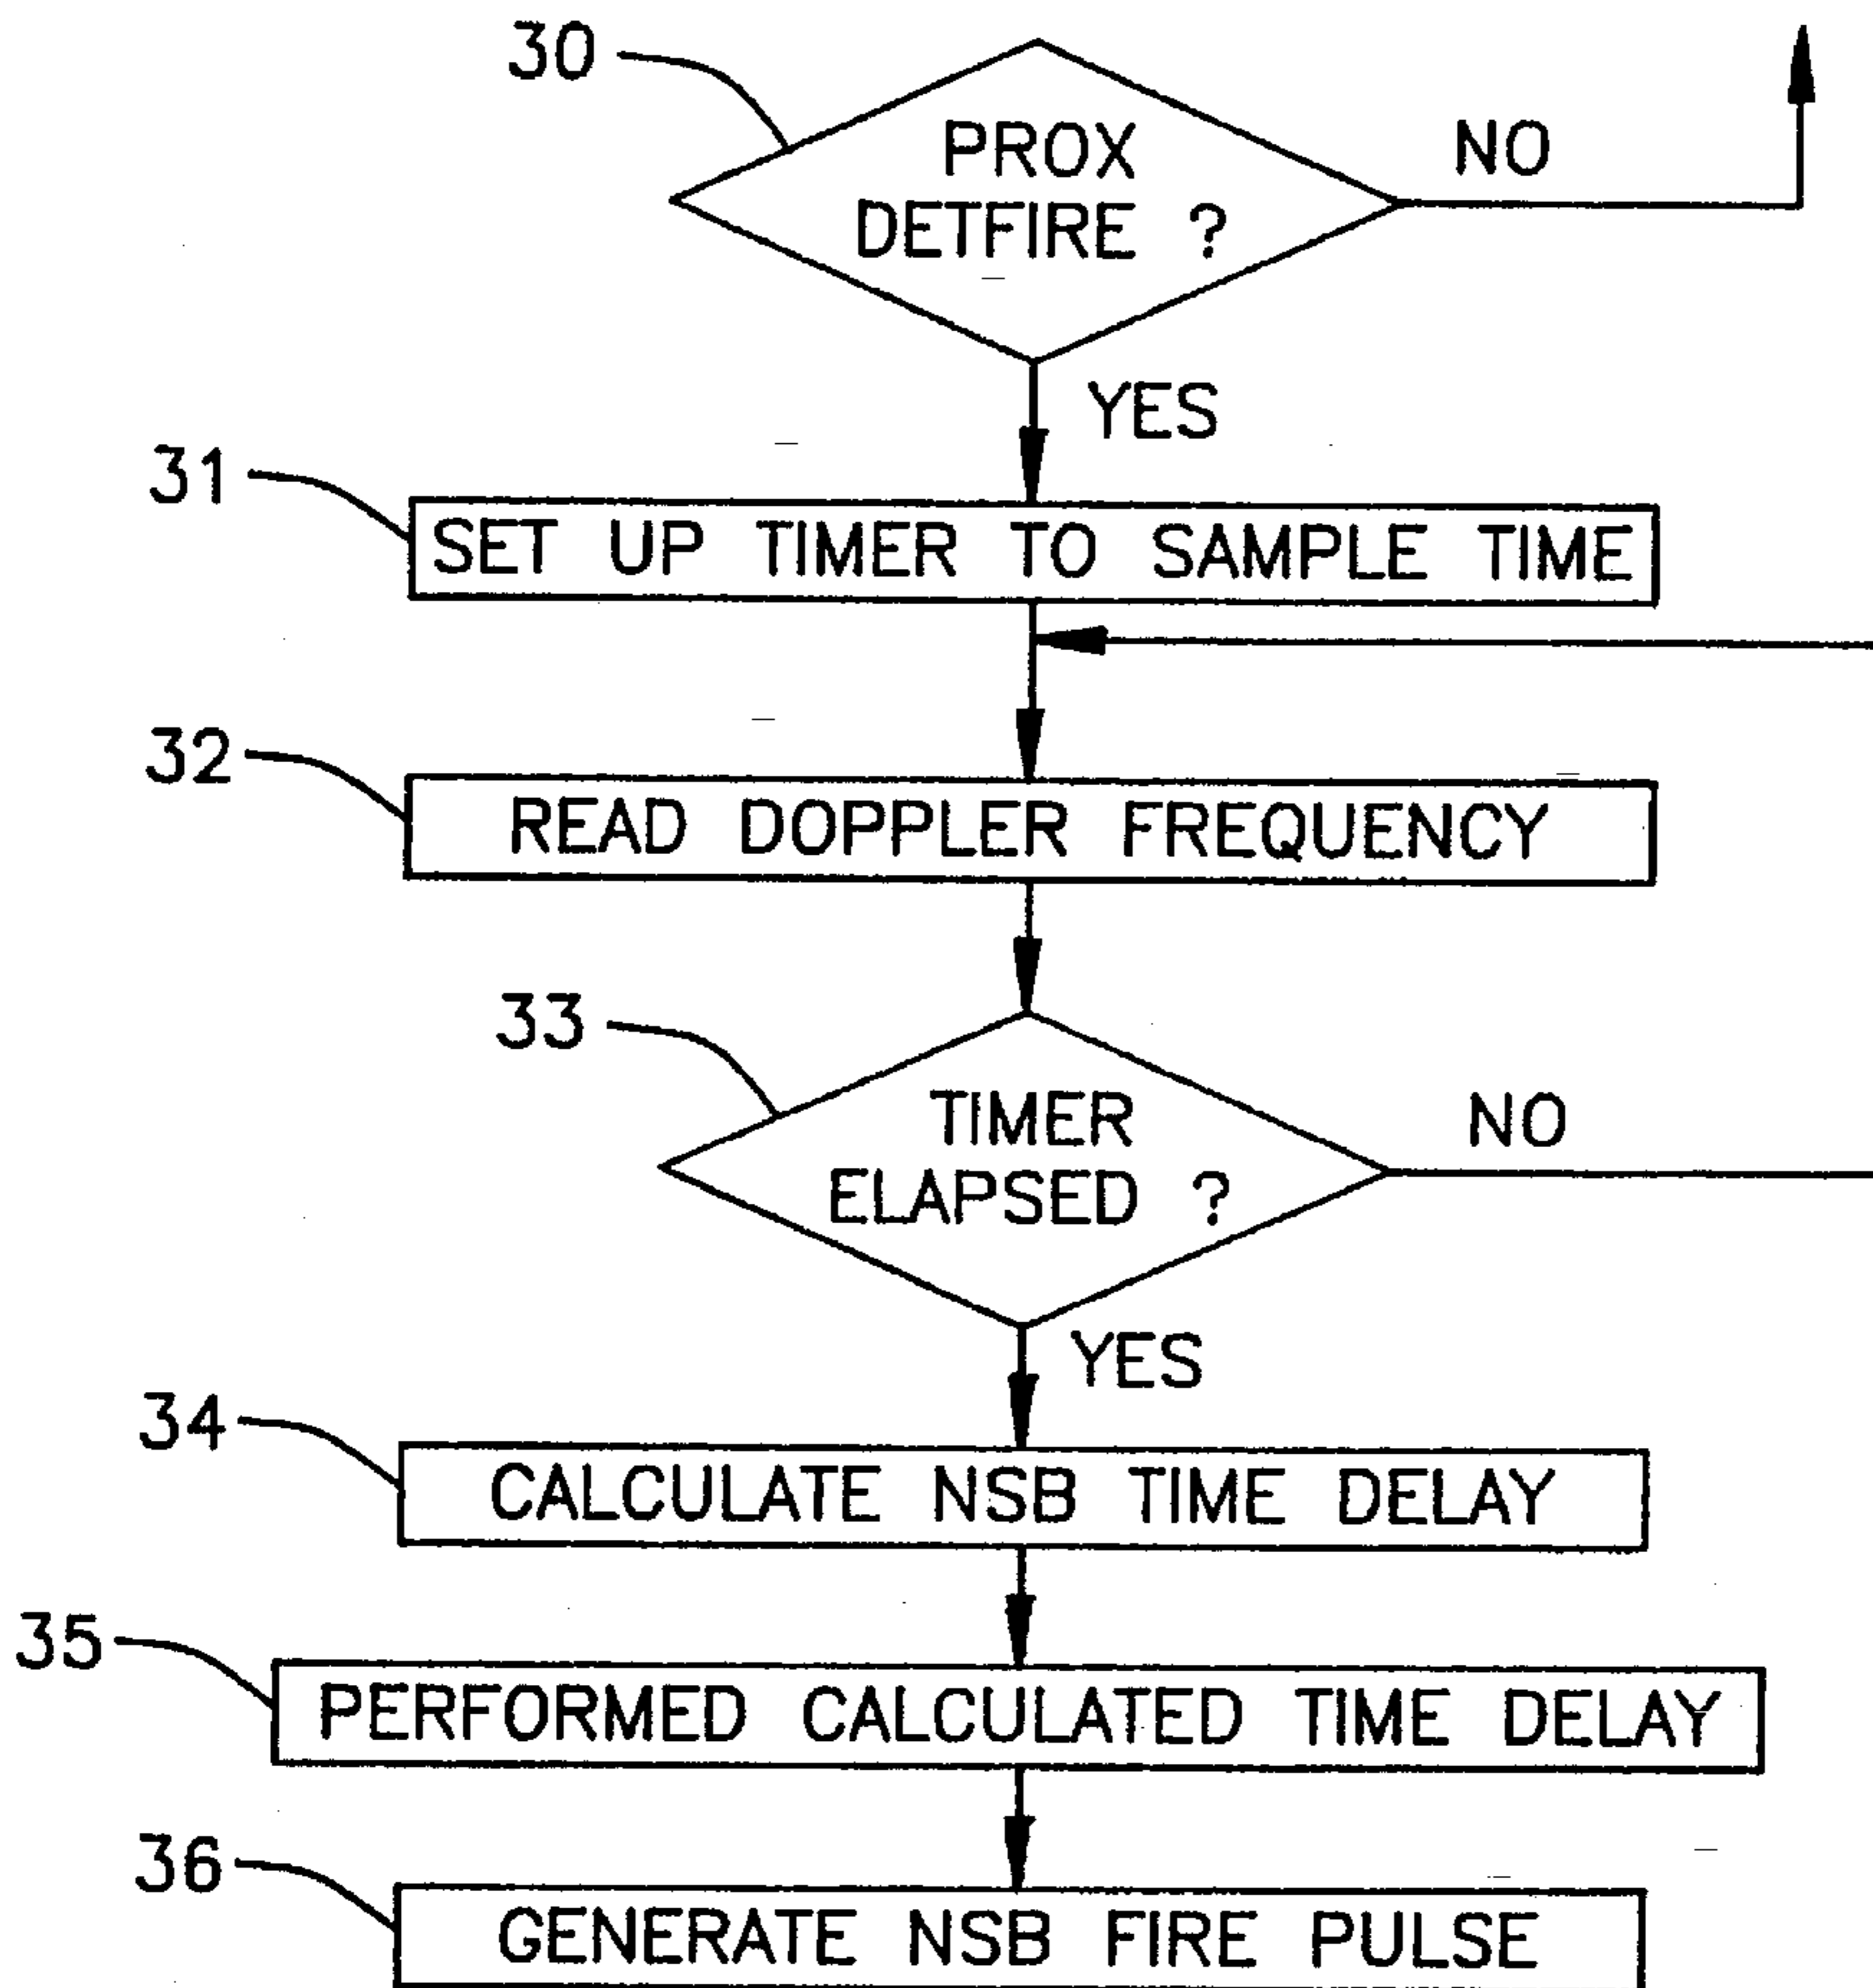 30
PROX
DETFIRE ?
NO
YES
31
SET UP TIMER TO SAMPLE TIME
32
READ DOPPLER FREQUENCY
33
TIMER
ELAPSED ?
NO
YES
34
CALCULATE NSB TIME DELAY
35
PERFORMED CALCULATED TIME DELAY
36
GENERATE NSB FIRE PULSE